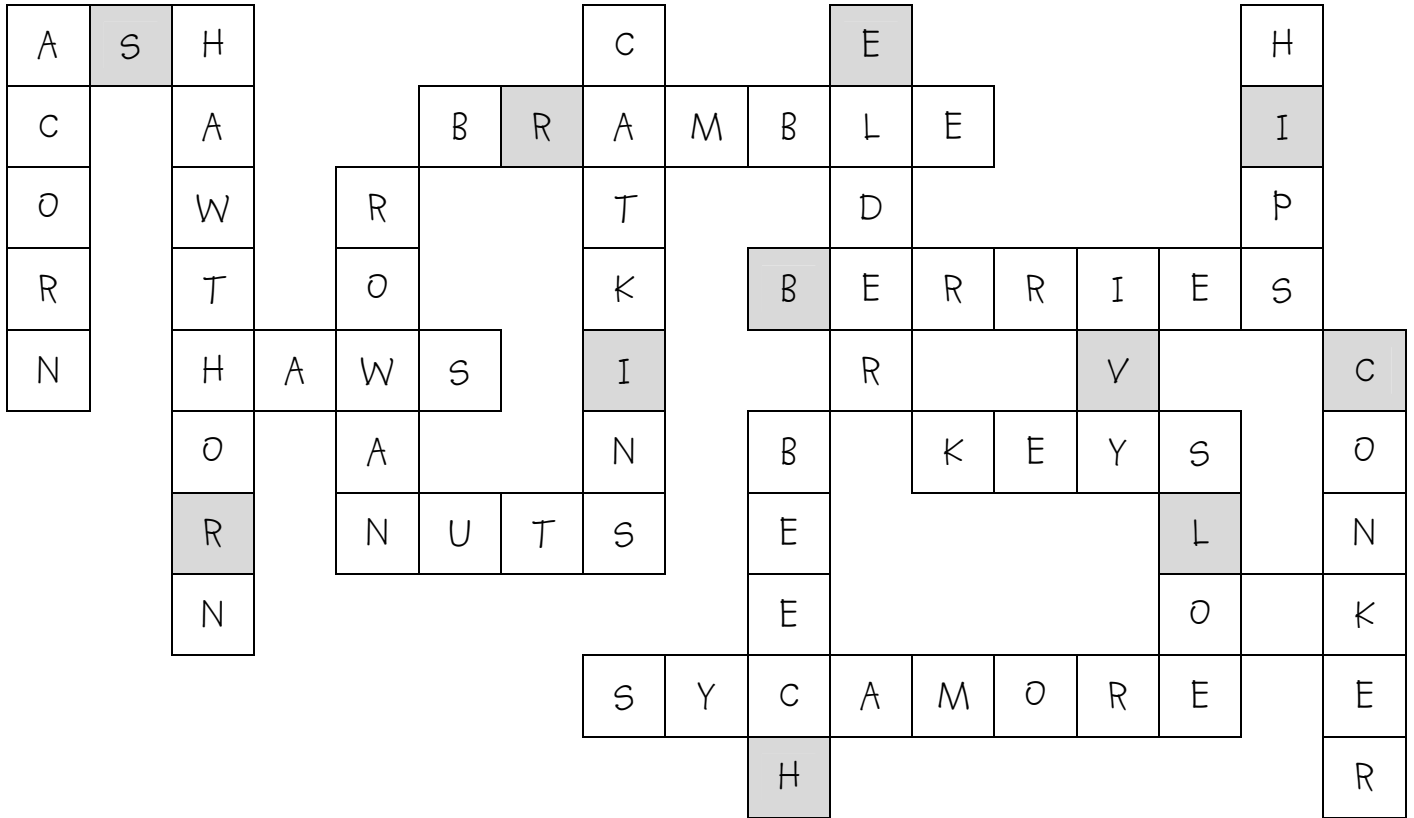 A S H C E H
C A B R A M B L E I
O W R T D P
R T O K B E R R I E S
N H A W S I R V C
O A N B K E Y S O
R N U T S E L N
N E O K
S Y C A M O R E E
H R